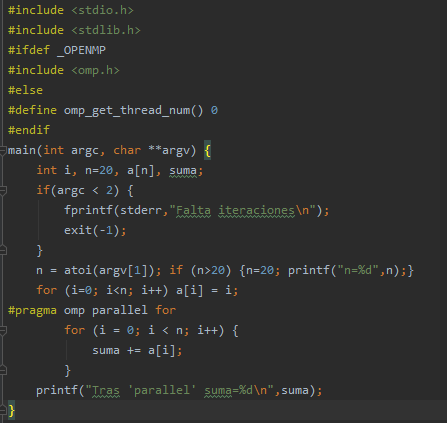 #include <stdio.h>
#include <stdlib.h>
#ifdef _OPENMP
#include <omp.h>
#else
#define omp_get_thread_num() 0
#endif
main(int argc, char **argv) {
    int i, n=20, a[n], suma;
    if(argc < 2) {
        fprintf(stderr,"Falta iteraciones\n");
        exit(-1);
    }
    n = atoi(argv[1]); if (n>20) {n=20; printf("n=%d",n);}
    for (i=0; i<n; i++) a[i] = i;
#pragma omp parallel for
        for (i = 0; i < n; i++) {
            suma += a[i];
        }
    printf("Tras 'parallel' suma=%d\n",suma);
}